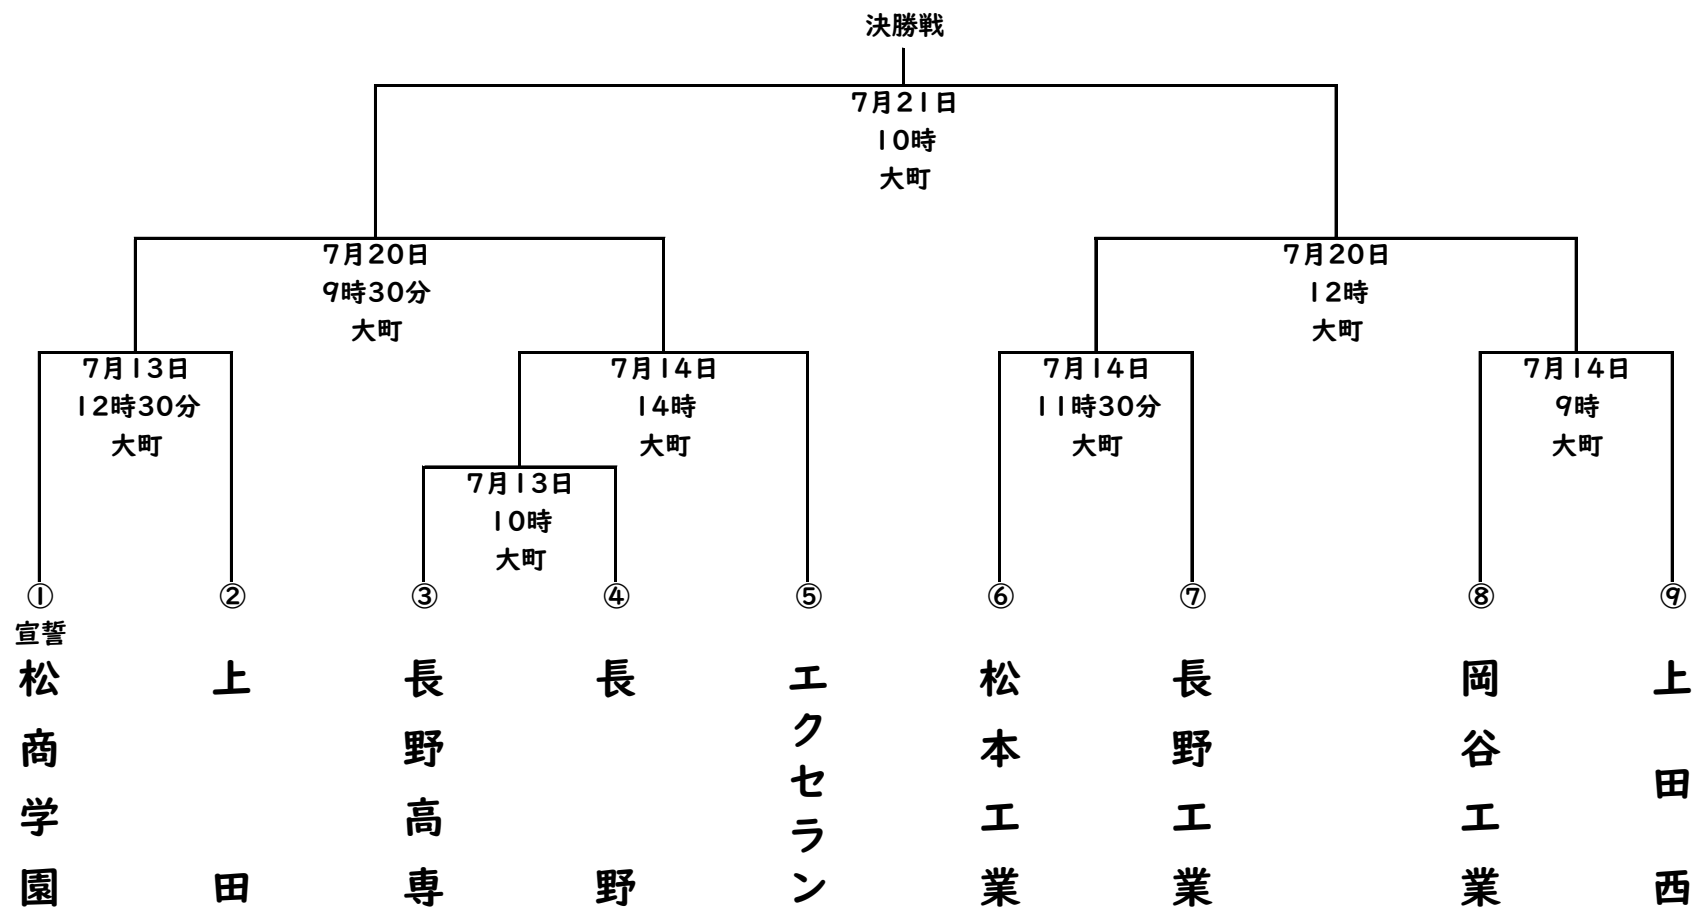 決勝戦
7月21日
10時
大町
7月20日
9時30分
大町
7月20日
12時
大町
7月13日
12時30分
大町
7月14日
14時
大町
7月14日
11時30分
大町
7月14日
9時
大町
7月13日
10時
大町
①
宣誓
松商学園
②
上田
③
長野高専
④
長野
⑤
エクセラン
⑥
松本工業
⑦
長野工業
⑧
岡谷工業
⑨
上田西